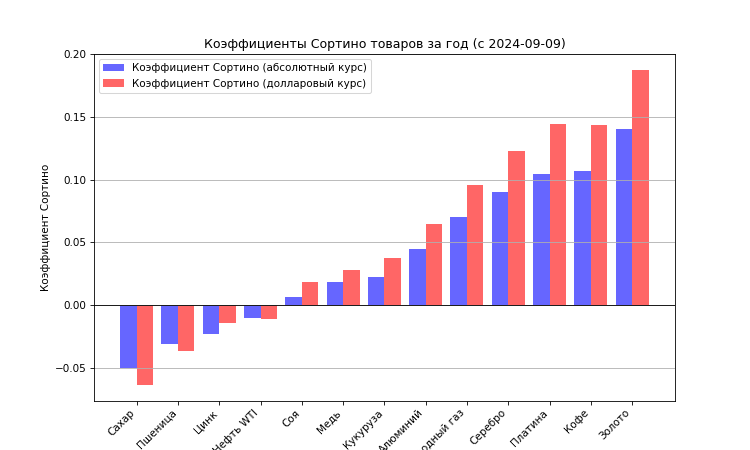 Коэффициенты Сортино товаров за год (с 2024-09-09)
Коэффициент Сортино (абсолютный курс)
Коэффициент Сортино (долларовый курс)
Коэффициент Сортино
0.20
0.15
0.10
0.05
0.00
−0.05
Сахар
Пшеница
Цинк
Нефть WTI
Соя
Медь
Кукуруза
Алюминий
одный газ
Серебро
Платина
Кофе
Золото